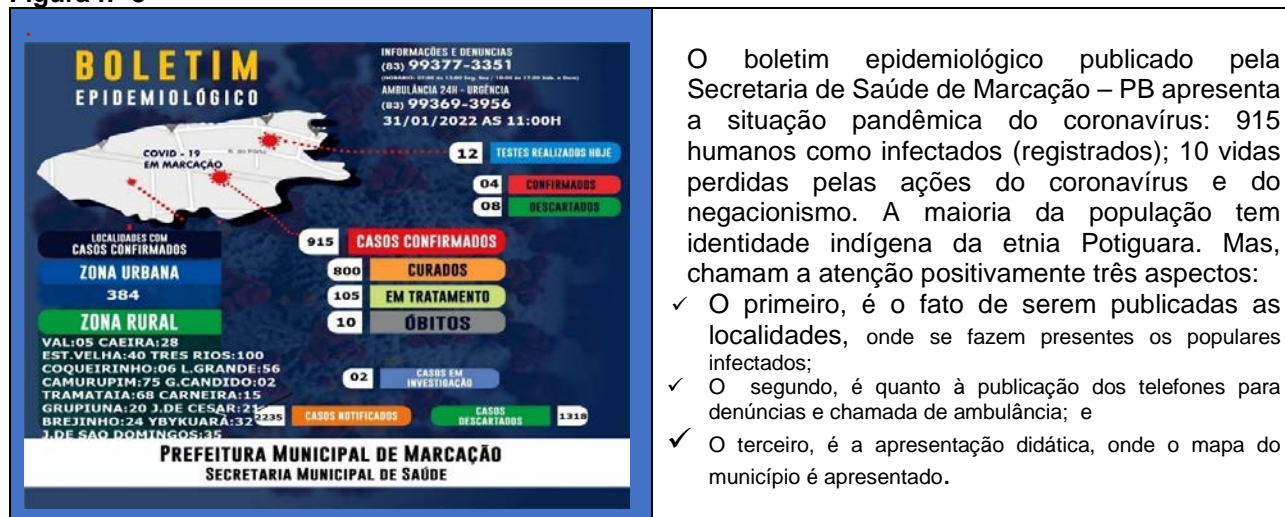 BOLETIM
EPIDEMIOLÓGICO
INFORMAÇÕES E DENUNCIAS
(83) 99377-3351
AMBULÂNCIA 24H - URGÊNCIA
(83) 99369-3956
31/01/2022 AS 11:00H
COVID - 19
EM MARCAÇÃO
12 TESTES REALIZADOS HOJE
04 CONFIRMADOS
08 DESCARTADOS
LOCALIDADES COM
CASOS CONFIRMADOS
ZONA URBANA
384
ZONA RURAL
VAL:05 CAEIRA:28
EST.VELHA:40 TRES RIOS:100
COQUEIRINHO:06 L.GRANDE:56
CAMURUPIM:75 G.CANDIDO:02
TRAMATAIA:68 CARNEIRA:15
GRUPIUNA:20 J.DE CESAR:21
BREJINHO:24 YBYKUARA:32
J.DE SAO DOMINGOS:35
915 CASOS CONFIRMADOS
800 CURADOS
105 EM TRATAMENTO
10 ÓBITOS
02 CASOS EM
INVESTIGAÇÃO
2235 CASOS NOTIFICADOS
CASOS
DESCARTADOS 1318
PREFEITURA MUNICIPAL DE MARCAÇÃO
SECRETARIA MUNICIPAL DE SAÚDE
O boletim epidemiológico publicado pela
Secretaria de Saúde de Marcação – PB apresenta
a situação pandêmica do coronavírus: 915
humanos como infectados (registrados); 10 vidas
perdidas pelas ações do coronavírus e do
negacionismo. A maioria da população tem
identidade indígena da etnia Potiguara. Mas,
chamam a atenção positivamente três aspectos:
✓ O primeiro, é o fato de serem publicadas as
localidades, onde se fazem presentes os populares
infectados;
✓ O segundo, é quanto à publicação dos telefones para
denúncias e chamada de ambulância; e
✓ O terceiro, é a apresentação didática, onde o mapa do
município é apresentado.